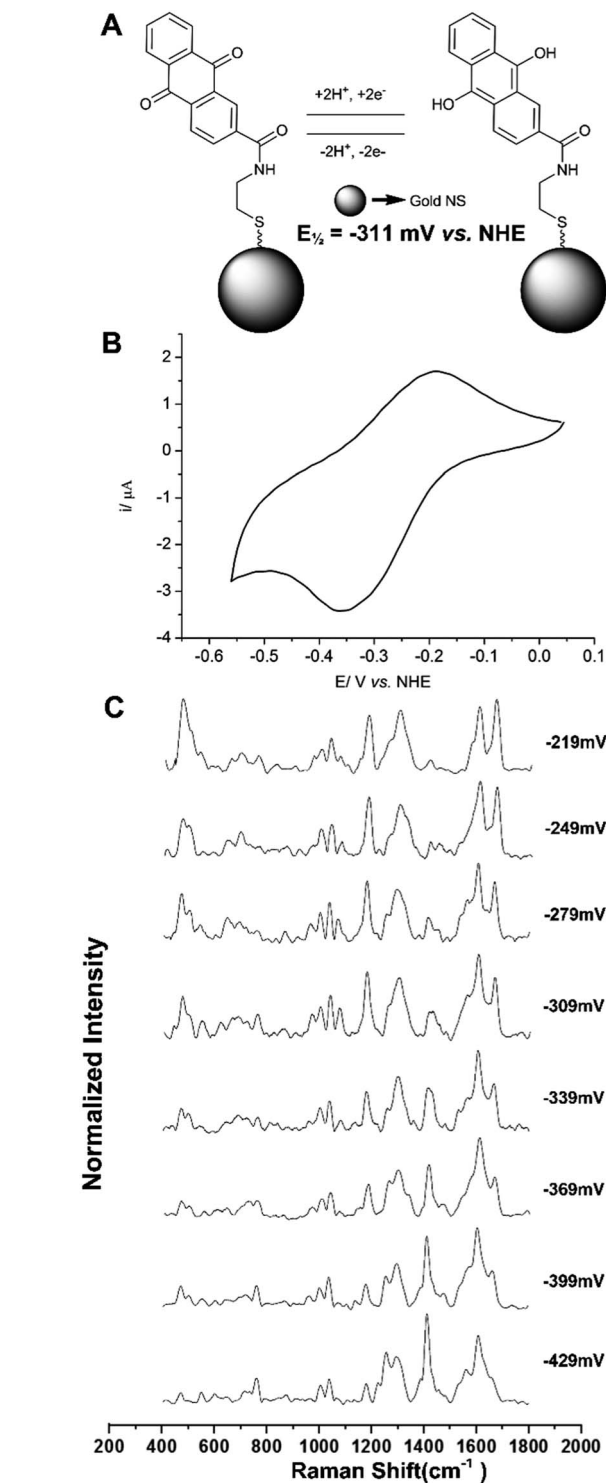 A
O
OH
+2H⁺, +2e⁻
O
HO
O
O
-2H⁺, -2e-
NH
NH
S
Gold NS
S
E½ = -311 mV vs. NHE
B
2
1
0
-1
-2
-3
-4
i/ μA
-0.6 -0.5 -0.4 -0.3 -0.2 -0.1 0.0 0.1
E/ V vs. NHE
C
-219mV
-249mV
-279mV
-309mV
-339mV
-369mV
-399mV
-429mV
Normalized Intensity
200 400 600 800 1000 1200 1400 1600 1800 2000
Raman Shift(cm⁻¹ )